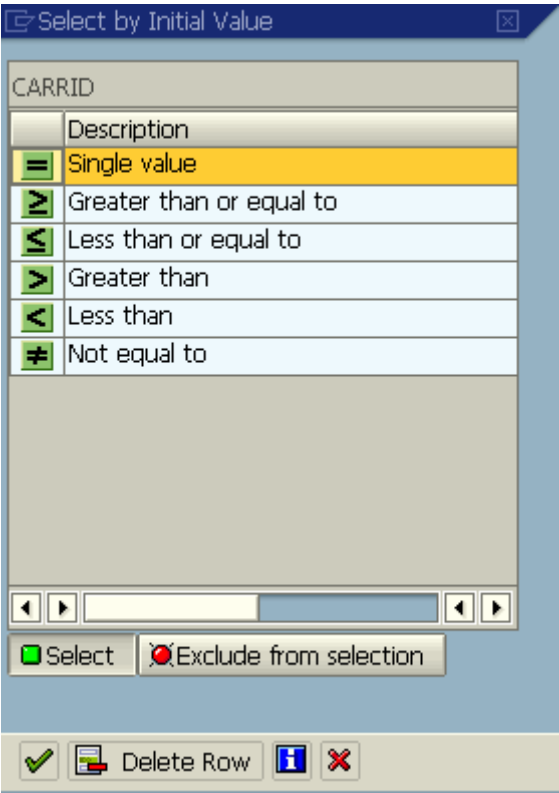 Select by Initial Value
CARRID
Description
= Single value
≥ Greater than or equal to
≤ Less than or equal to
> Greater than
< Less than
≠ Not equal to
Select Exclude from selection
Delete Row